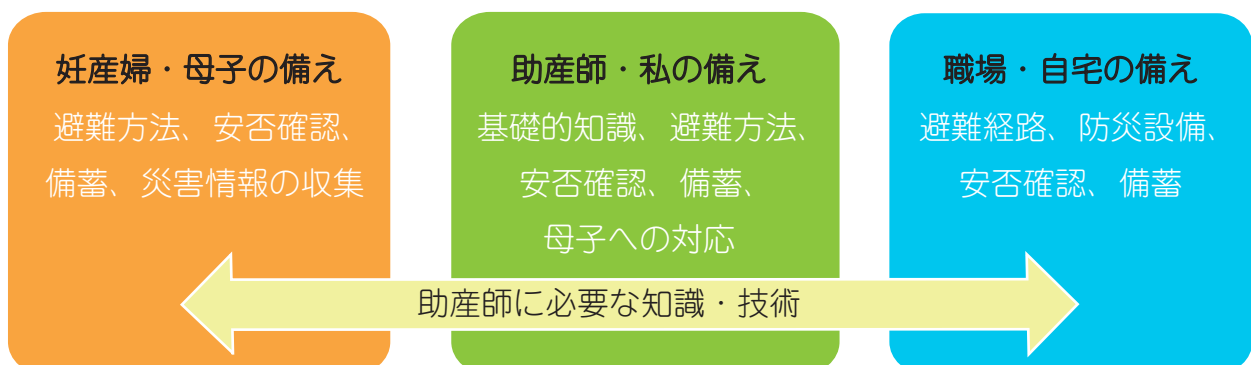 妊産婦・母子の備え
避難方法、安否確認、
備蓄、災害情報の収集
助産師・私の備え
基礎的知識、避難方法、
安否確認、備蓄、
母子への対応
職場・自宅の備え
避難経路、防災設備、
安否確認、備蓄
助産師に必要な知識・技術